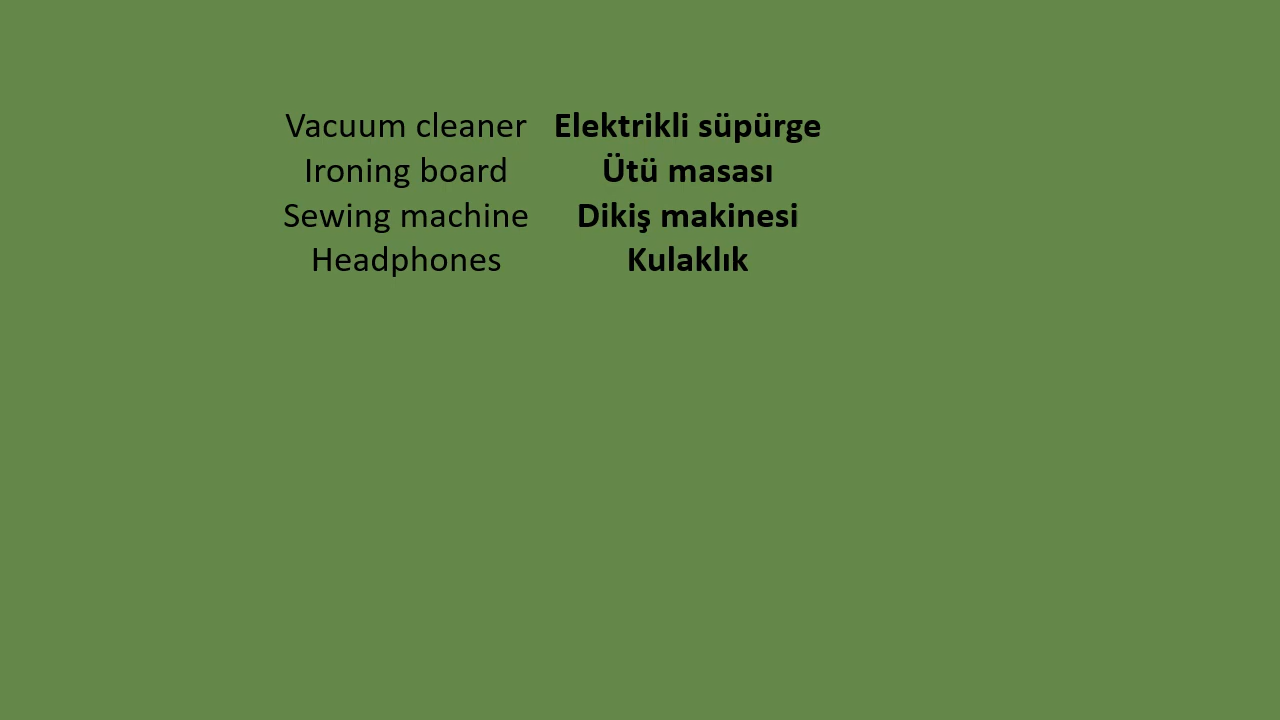 Vacuum cleaner Elektrikli süpürge
Ironing board Ütü masası
Sewing machine Dikiş makinesi
Headphones Kulaklık